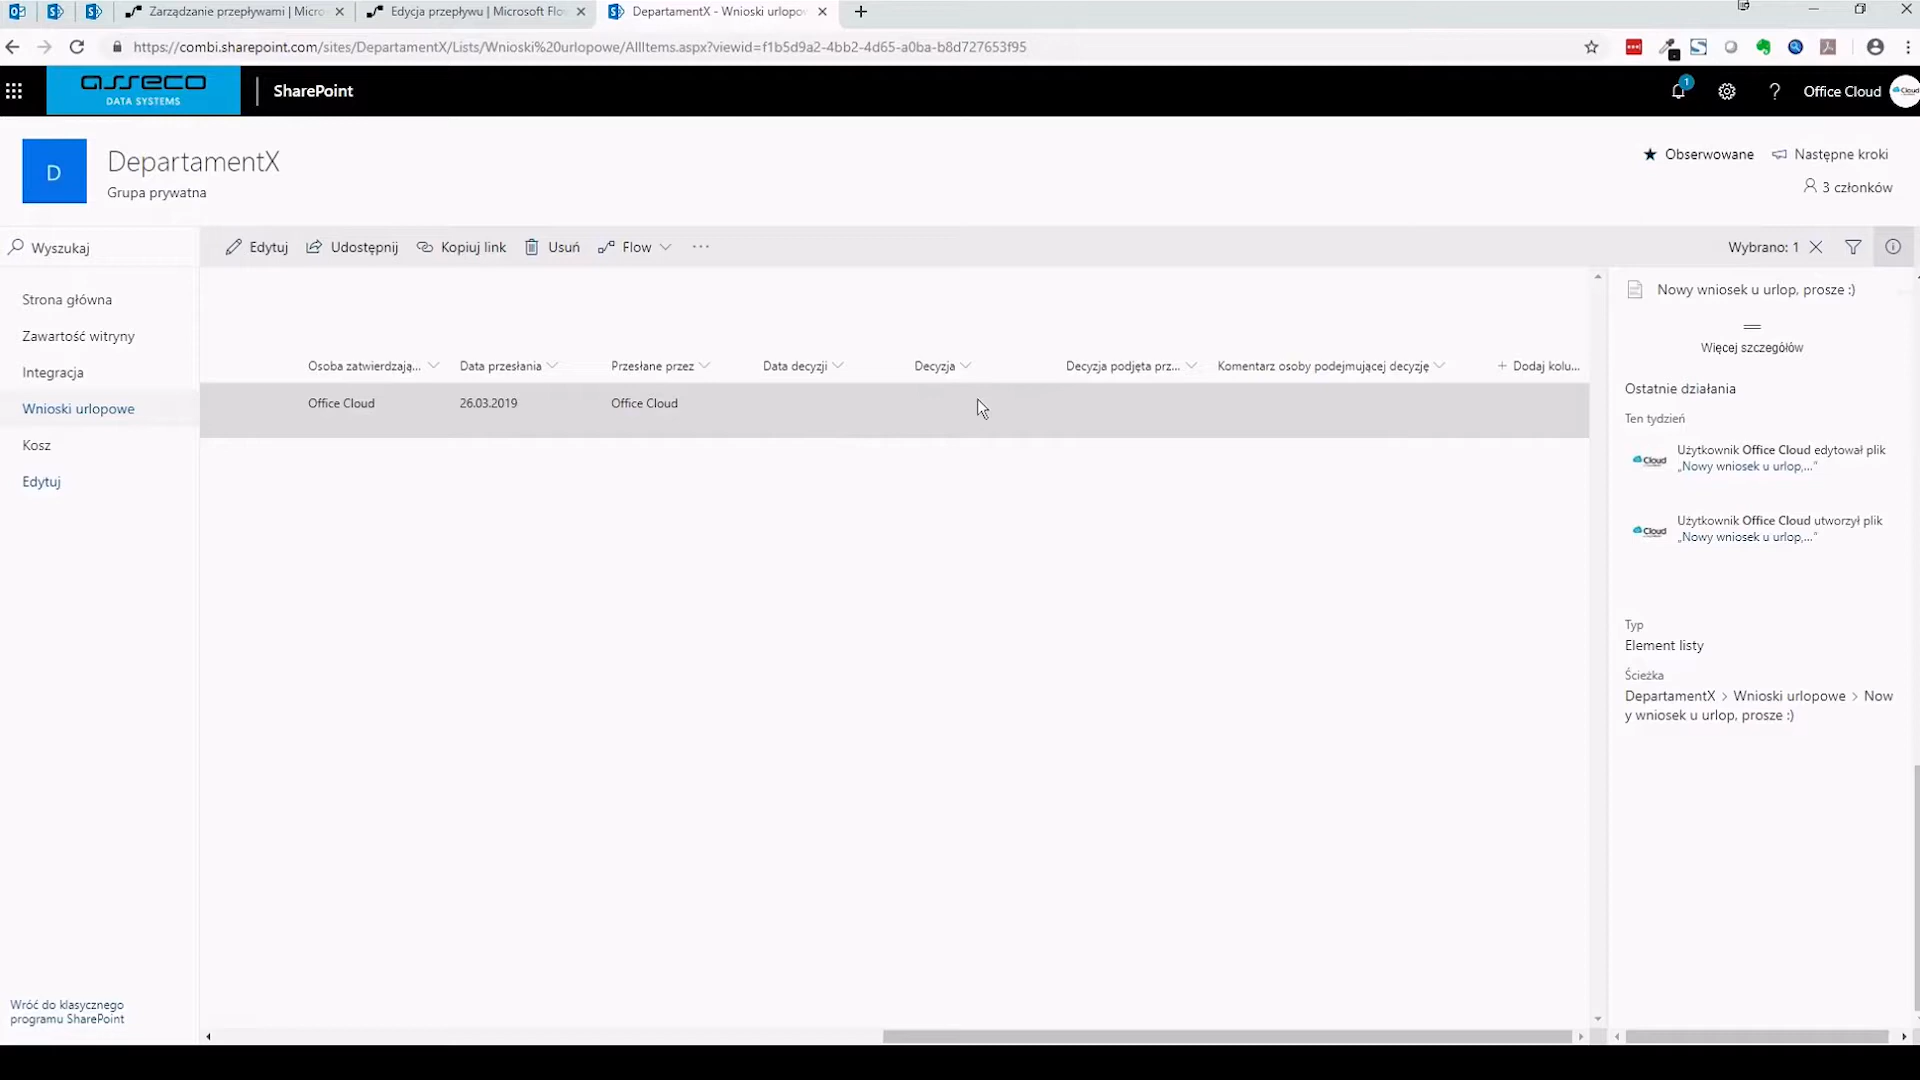 Zarządzanie przepływami | Micro
Edycja przepływu | Microsoft Flo
DepartamentX - Wnioski urlopo
https://combi.sharepoint.com/sites/DepartamentX/Lists/Wnioski%20urlopowe/AllItems.aspx?viewid=f1b5d9a2-4bb2-4d65-a0ba-b8d727653f95
asseco
DATA SYSTEMS
SharePoint
1
?
Office Cloud
Cloud
D
DepartamentX
Grupa prywatna
Obserwowane
Następne kroki
3 członków
Wyszukaj
Edytuj
Udostępnij
Kopiuj link
Usuń
Flow
...
Wybrano: 1
Strona główna
Zawartość witryny
Integracja
Wnioski urlopowe
Kosz
Edytuj
Wróć do klasycznego
programu SharePoint
Osoba zatwierdzają...
Data przesłania
Przesłane przez
Data decyzji
Decyzja
Decyzja podjęta prz...
Komentarz osoby podejmującej decyzję
+ Dodaj kolu...
Office Cloud
26.03.2019
Office Cloud
Nowy wniosek u urlop, prosze :)
Więcej szczegółów
Ostatnie działania
Ten tydzień
Cloud
Użytkownik Office Cloud edytował plik
„Nowy wniosek u urlop,..."
Cloud
Użytkownik Office Cloud utworzył plik
„Nowy wniosek u urlop,..."
Typ
Element listy
Ścieżka
DepartamentX > Wnioski urlopowe > Now
y wniosek u urlop, prosze :)